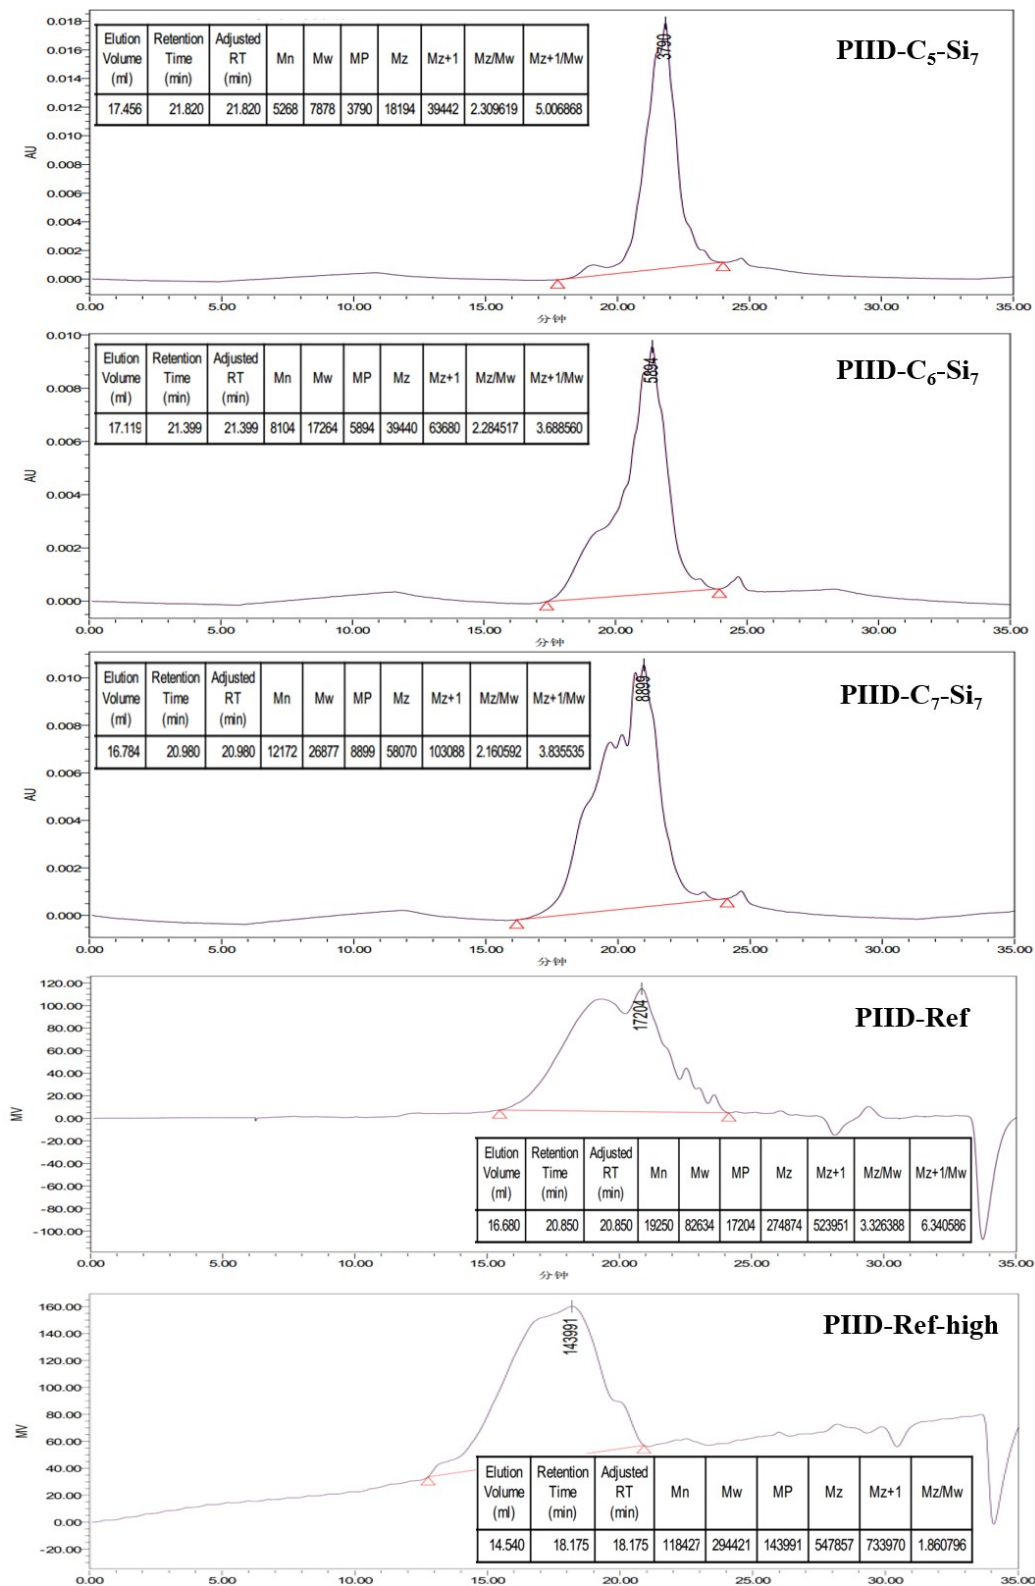 PIID-C₅-Si₇
Elution Volume (ml) Retention Time (min) Adjusted RT (min) Mn Mw MP Mz Mz+1 Mz/Mw Mz+1/Mw
17.456 21.820 21.820 5268 7878 3790 18194 39442 2.309619 5.006868
3790
0.018
0.016
0.014
0.012
0.010
0.008
0.006
0.004
0.002
0.000
AU
0.00 5.00 10.00 15.00 20.00 25.00 30.00 35.00
分钟
PIID-C₆-Si₇
Elution Volume (ml) Retention Time (min) Adjusted RT (min) Mn Mw MP Mz Mz+1 Mz/Mw Mz+1/Mw
17.119 21.399 21.399 8104 17264 5894 39440 63680 2.284517 3.688560
5894
0.010
0.008
0.006
0.004
0.002
0.000
AU
0.00 5.00 10.00 15.00 20.00 25.00 30.00 35.00
分钟
PIID-C₇-Si₇
Elution Volume (ml) Retention Time (min) Adjusted RT (min) Mn Mw MP Mz Mz+1 Mz/Mw Mz+1/Mw
16.784 20.980 20.980 12172 26877 8899 58070 103088 2.160592 3.835535
8899
0.010
0.008
0.006
0.004
0.002
0.000
AU
0.00 5.00 10.00 15.00 20.00 25.00 30.00 35.00
分钟
PIID-Ref
17204
120.00
100.00
80.00
60.00
40.00
20.00
0.00
-20.00
-40.00
-60.00
-80.00
-100.00
MV
Elution Volume (ml) Retention Time (min) Adjusted RT (min) Mn Mw MP Mz Mz+1 Mz/Mw Mz+1/Mw
16.680 20.850 20.850 19250 82634 17204 274874 523951 3.326388 6.340586
0.00 5.00 10.00 15.00 20.00 25.00 30.00 35.00
分钟
PIID-Ref-high
143991
160.00
140.00
120.00
100.00
80.00
60.00
40.00
20.00
0.00
-20.00
MV
Elution Volume (ml) Retention Time (min) Adjusted RT (min) Mn Mw MP Mz Mz+1 Mz/Mw
14.540 18.175 18.175 118427 294421 143991 547857 733970 1.860796
0.00 5.00 10.00 15.00 20.00 25.00 30.00 35.00